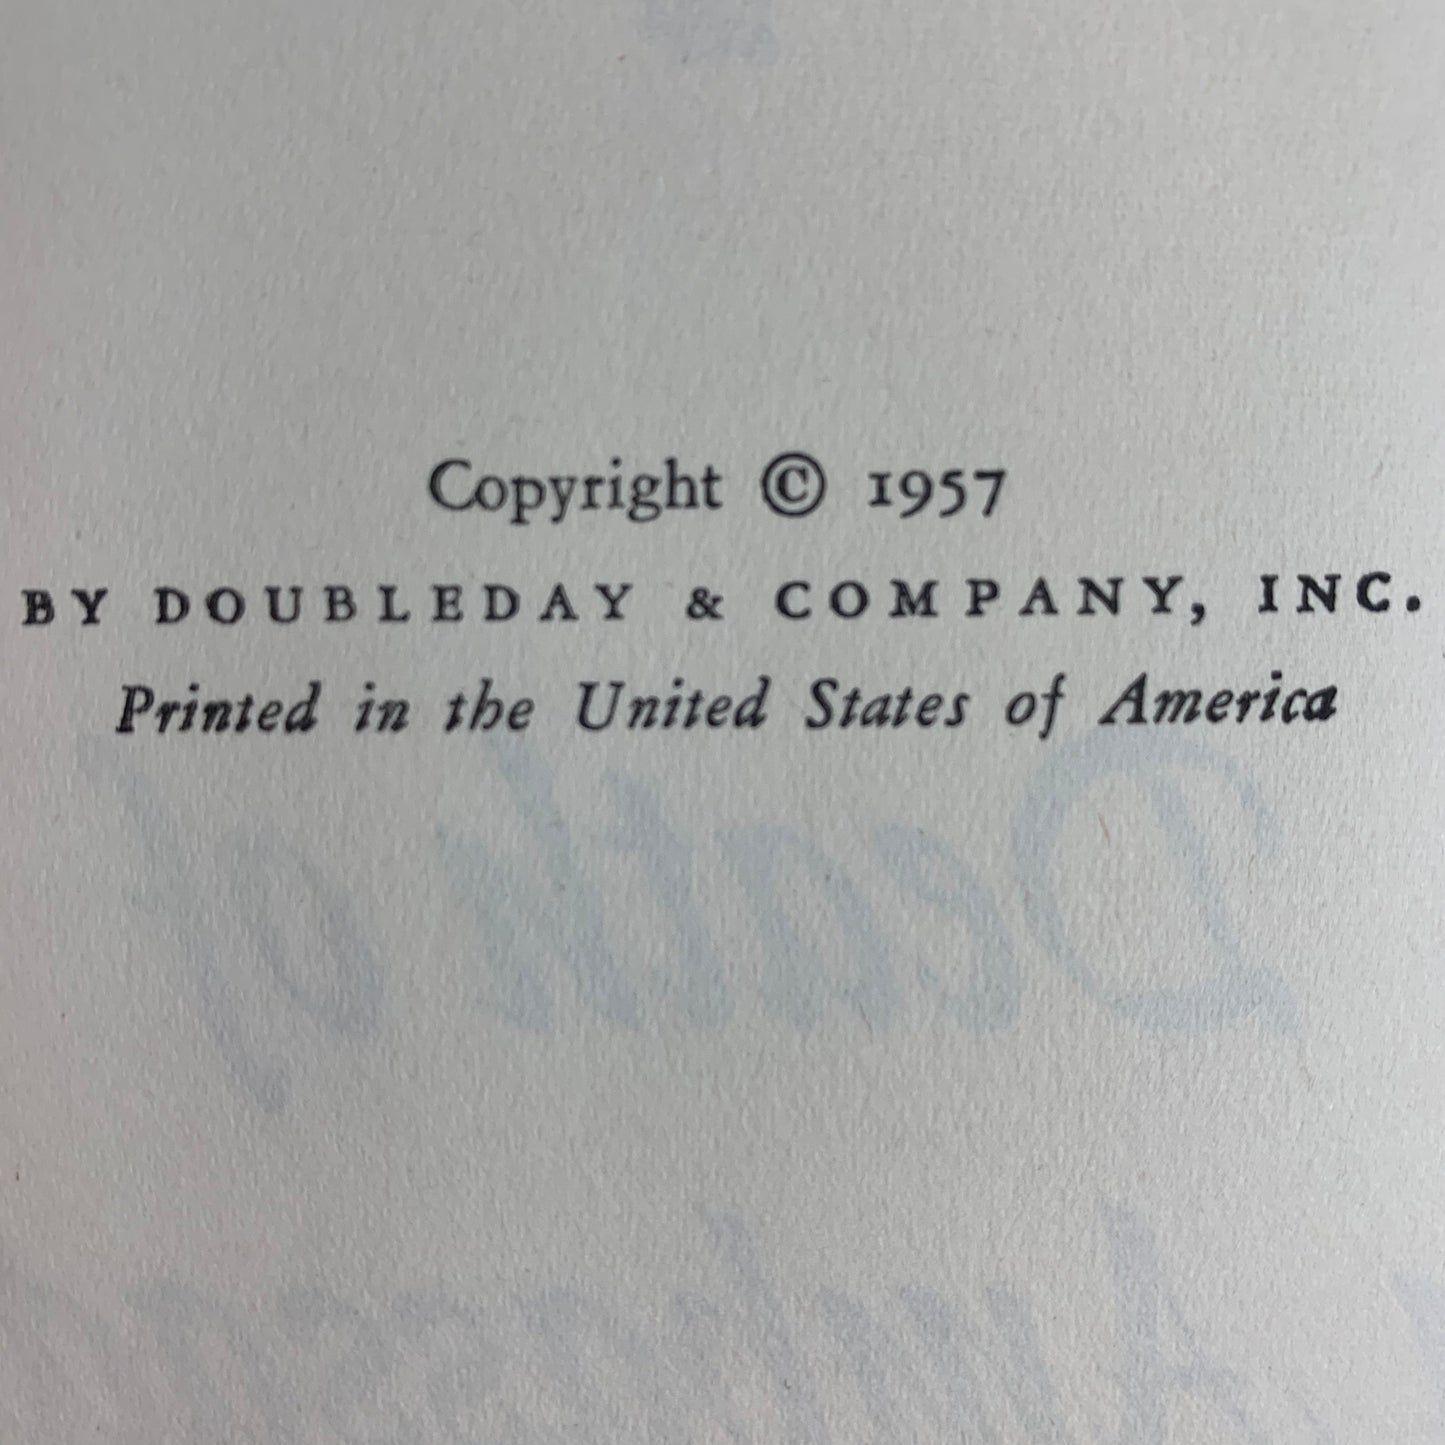 Copyright © 1957
BY DOUBLEDAY & COMPANY, INC.
Printed in the United States of America